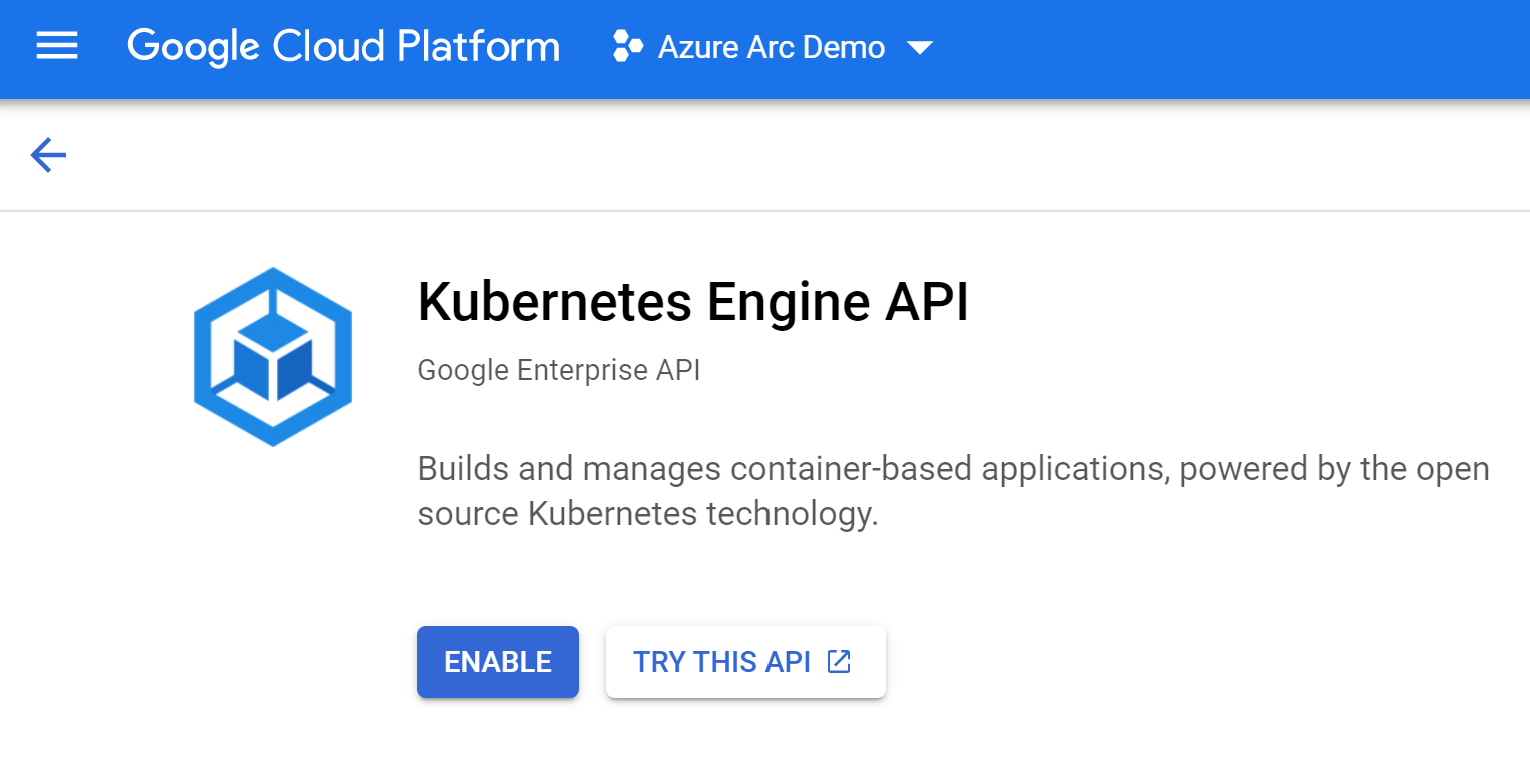 Google Cloud Platform Azure Arc Demo
Kubernetes Engine API
Google Enterprise API
Builds and manages container-based applications, powered by the open
source Kubernetes technology.
ENABLE TRY THIS API